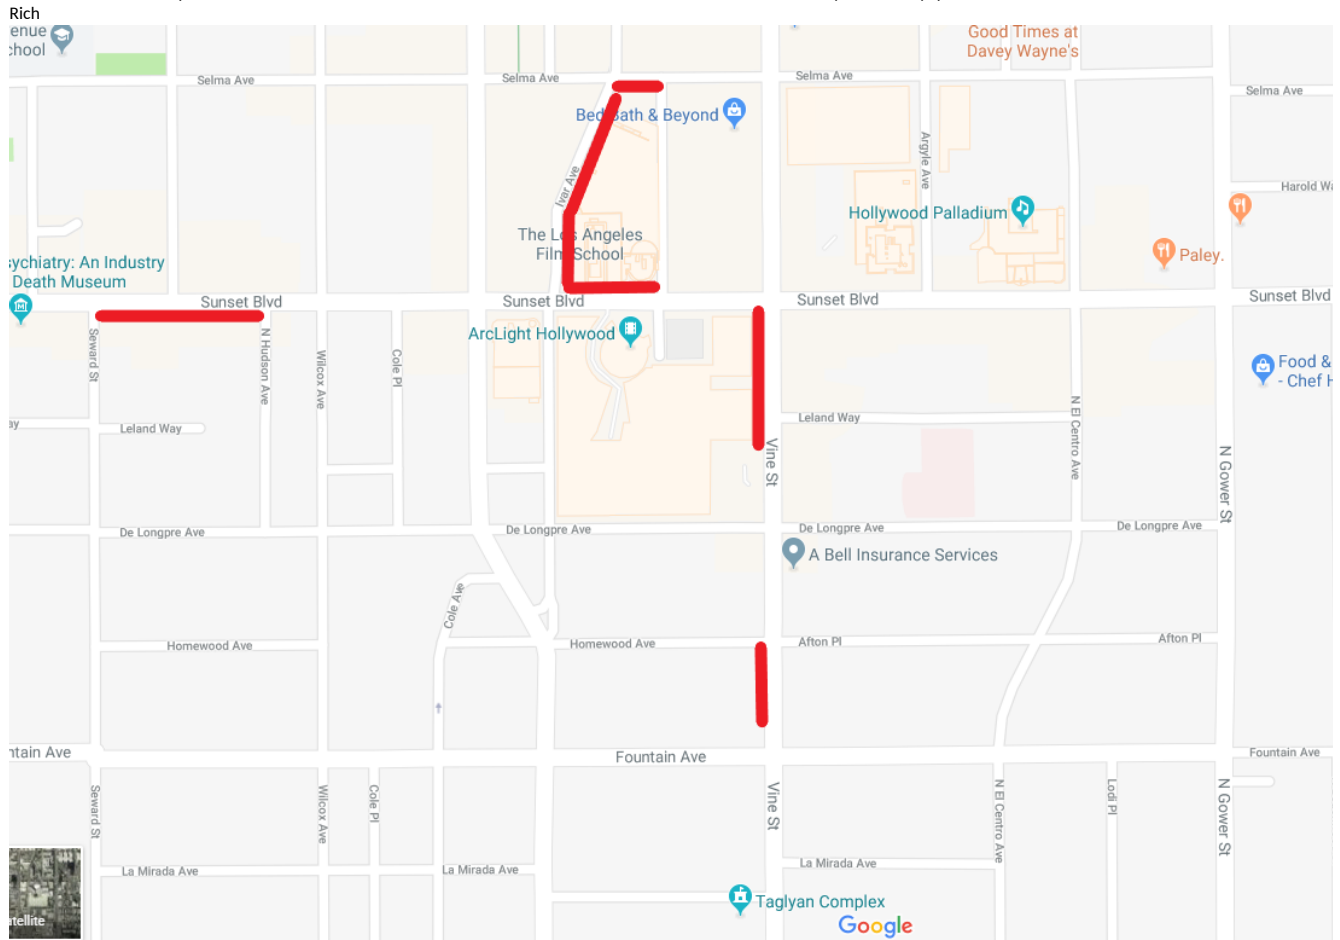 Rich
enue
chool
Good Times at
Davey Wayne's
Selma Ave
Selma Ave
Selma Ave
Selma Ave
Bed Bath & Beyond
Argyle Ave
Ivar Ave
Harold Wa
Hollywood Palladium
The Los Angeles
Film School
Paley.
sychiatry: An Industry
Death Museum
Sunset Blvd
Sunset Blvd
Sunset Blvd
Sunset Blvd
ArcLight Hollywood
Seward St
N Hudson Ave
Wilcox Ave
Cole Pl
Food &
- Chef H
Leland Way
N El Centro Ave
ay
Leland Way
Vine St
N Gower St
De Longpre Ave
De Longpre Ave
De Longpre Ave
De Longpre Ave
A Bell Insurance Services
Cole Ave
Homewood Ave
Homewood Ave
Afton Pl
Afton Pl
ntain Ave
Fountain Ave
Fountain Ave
Seward St
Wilcox Ave
Cole Pl
Vine St
N El Centro Ave
Lodi Pl
N Gower St
La Mirada Ave
La Mirada Ave
La Mirada Ave
Taglyan Complex
atellite
Google